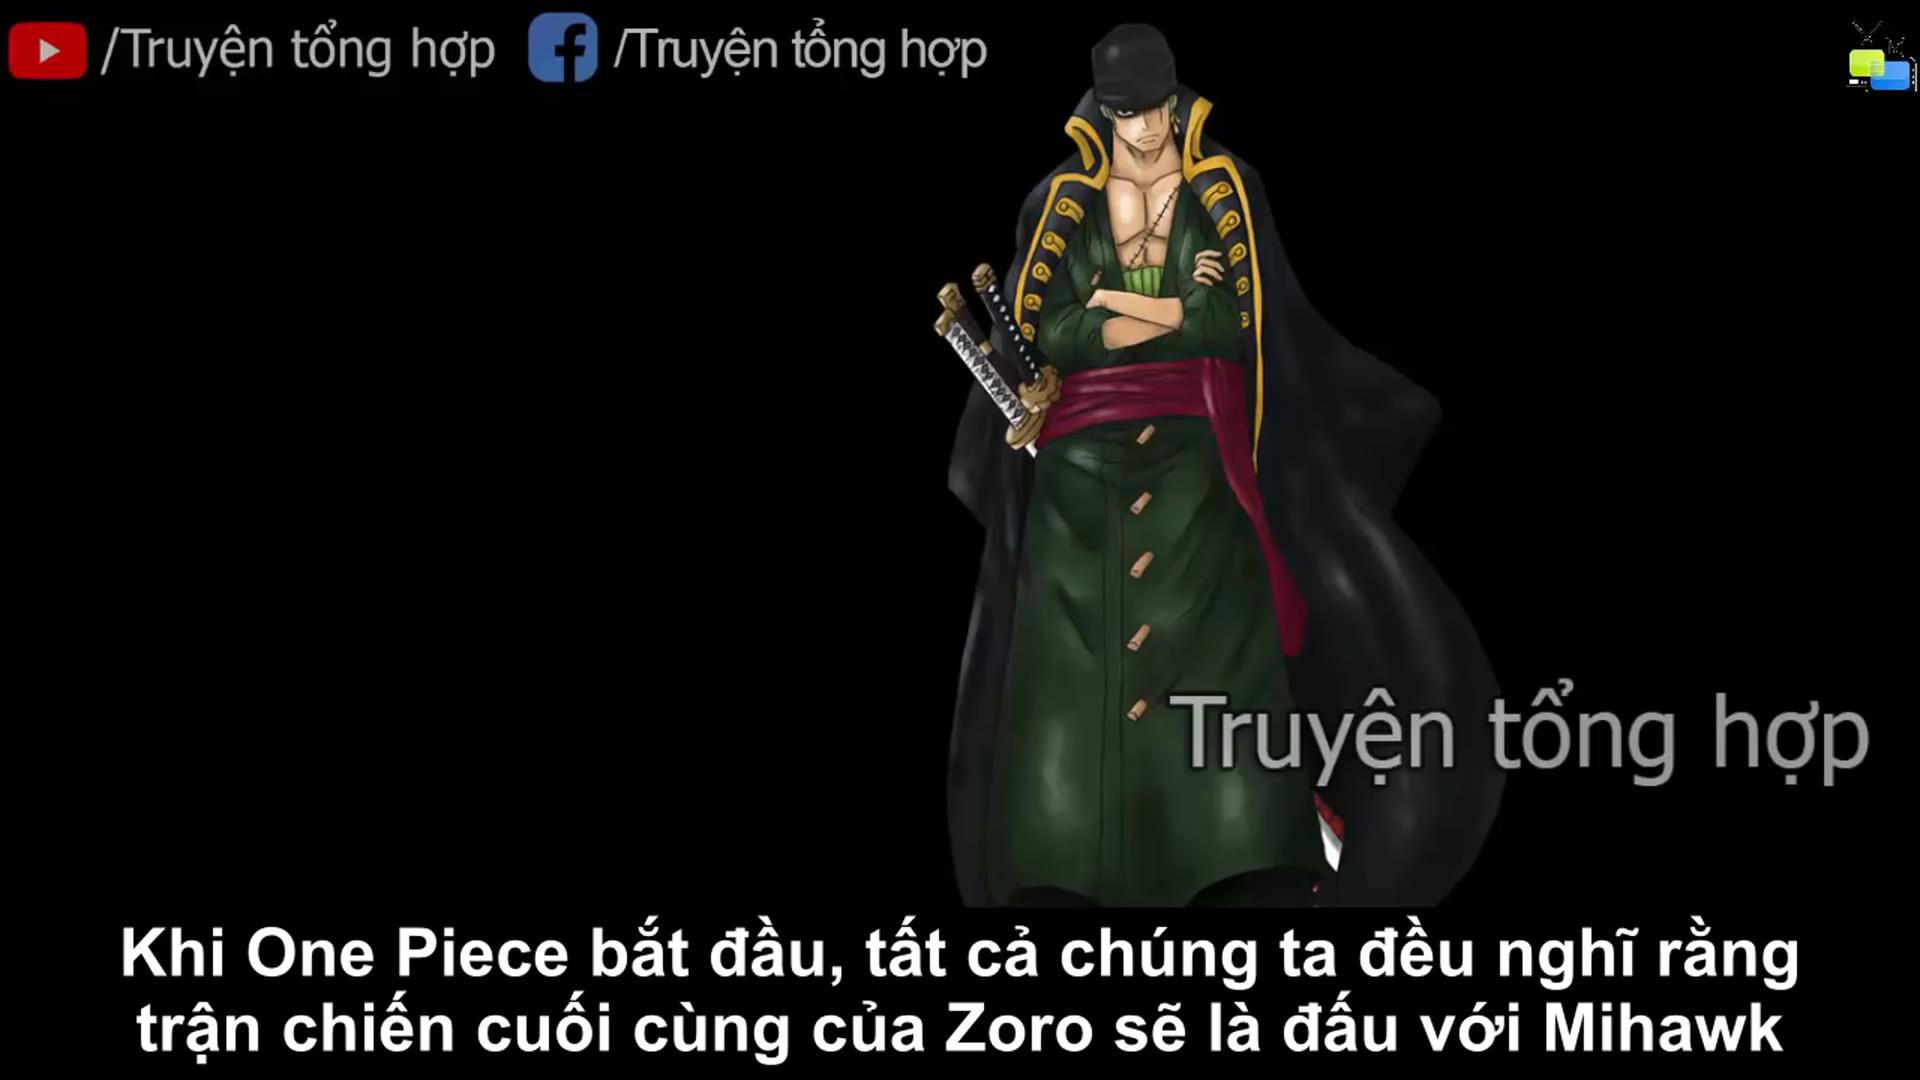 /Truyện tổng hợp /Truyện tổng hợp
Truyện tổng hợp
Khi One Piece bắt đầu, tất cả chúng ta đều nghĩ rằng
trận chiến cuối cùng của Zoro sẽ là đấu với Mihawk